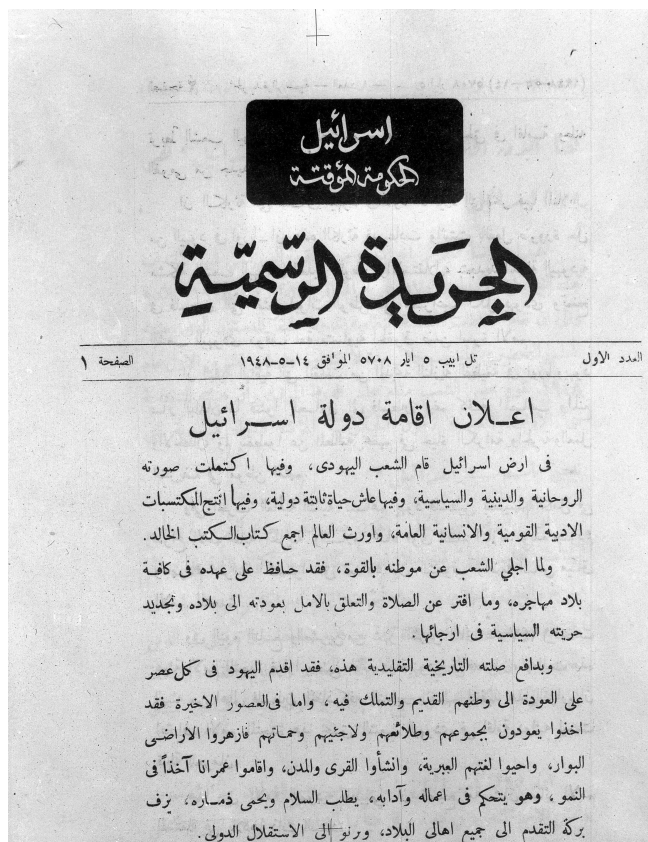 اسرائيل
الحكومة المؤقتة
الجريدة الرسمية
العدد الاول تل ابيب ٥ ايار ٥٧٠٨ الموافق ١٤-٥-١٩٤٨ الصفحة ١
اعـلان اقامة دولة اسـرائيل
فى ارض اسرائيل قام الشعب اليهودى، وفيها اكتملت صورته
الروحانية والدينية والسياسية، وفيها عاش حياة ثابتة دولية، وفيها انتج المكتسبات
الادبية القومية والانسانية العامة، واورث العالم اجمع كتاب الكتب الخالد.
ولما اجلي الشعب عن موطنه بالقوة، فقد حافظ على عهده فى كافة
بلاد مهاجره، وما افتر عن الصلاة والتعلق بالامل بعودته الى بلاده وتجديد
حريته السياسية فى ارجائها.
وبدافع صلته التاريخية التقليدية هذه، فقد اقدم اليهود فى كل عصر
على العودة الى وطنهم القديم والتملك فيه، واما فى العصور الاخيرة فقد
اخذوا يعودون بجموعهم وطلائعهم ولاجئيهم وحماتهم فازهروا الاراضى
البوار، واحيوا لغتهم العبرية، وانشأوا القرى والمدن، واقاموا عمرانا آخذاً فى
النمو، وهو يتحكم فى اعماله وآدابه، يطلب السلام ويحمى ذماره، يزف
بركة التقدم الى جميع اهالى البلاد، ورنو الى الاستقلال الدولى.